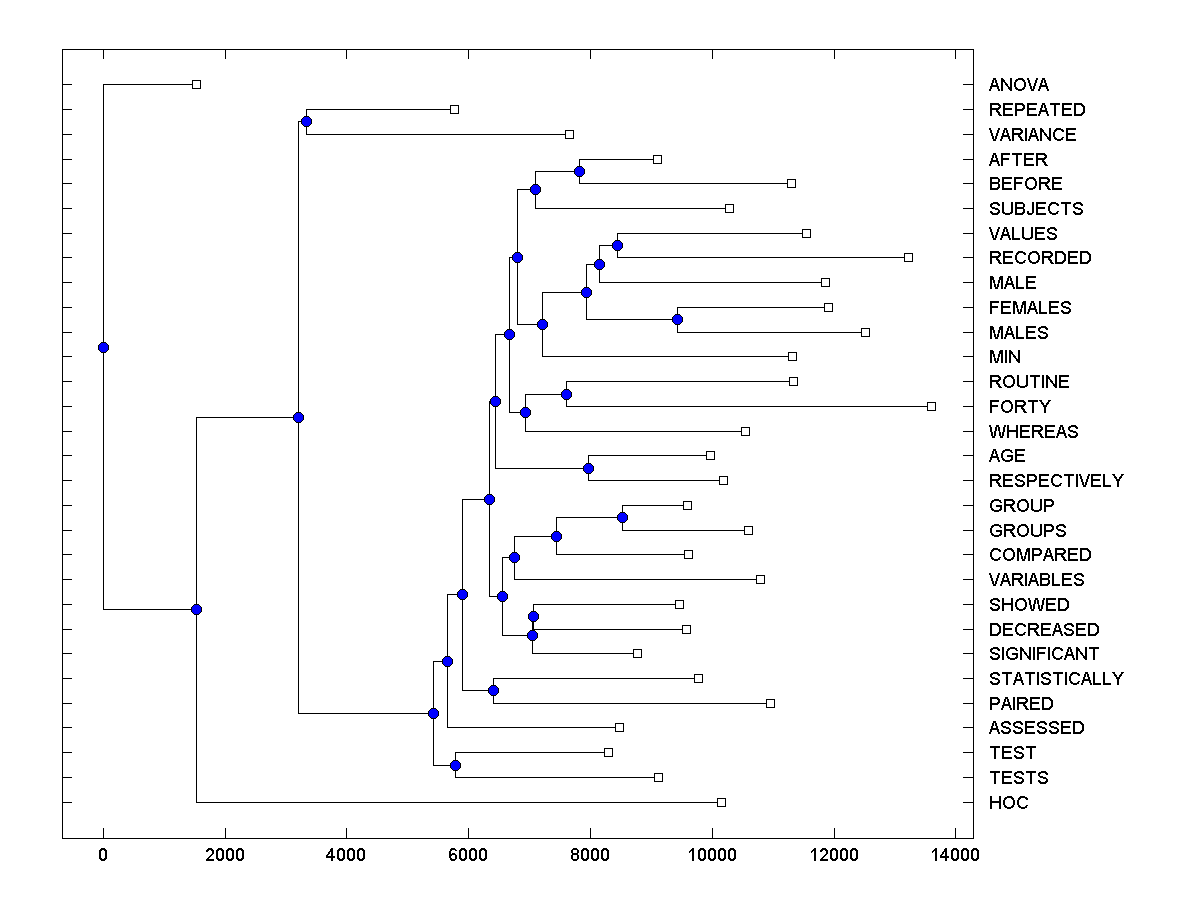 ANOVA
REPEATED
VARIANCE
AFTER
BEFORE
SUBJECTS
VALUES
RECORDED
MALE
FEMALES
MALES
MIN
ROUTINE
FORTY
WHEREAS
AGE
RESPECTIVELY
GROUP
GROUPS
COMPARED
VARIABLES
SHOWED
DECREASED
SIGNIFICANT
STATISTICALLY
PAIRED
ASSESSED
TEST
TESTS
HOC
0 2000 4000 6000 8000 10000 12000 14000